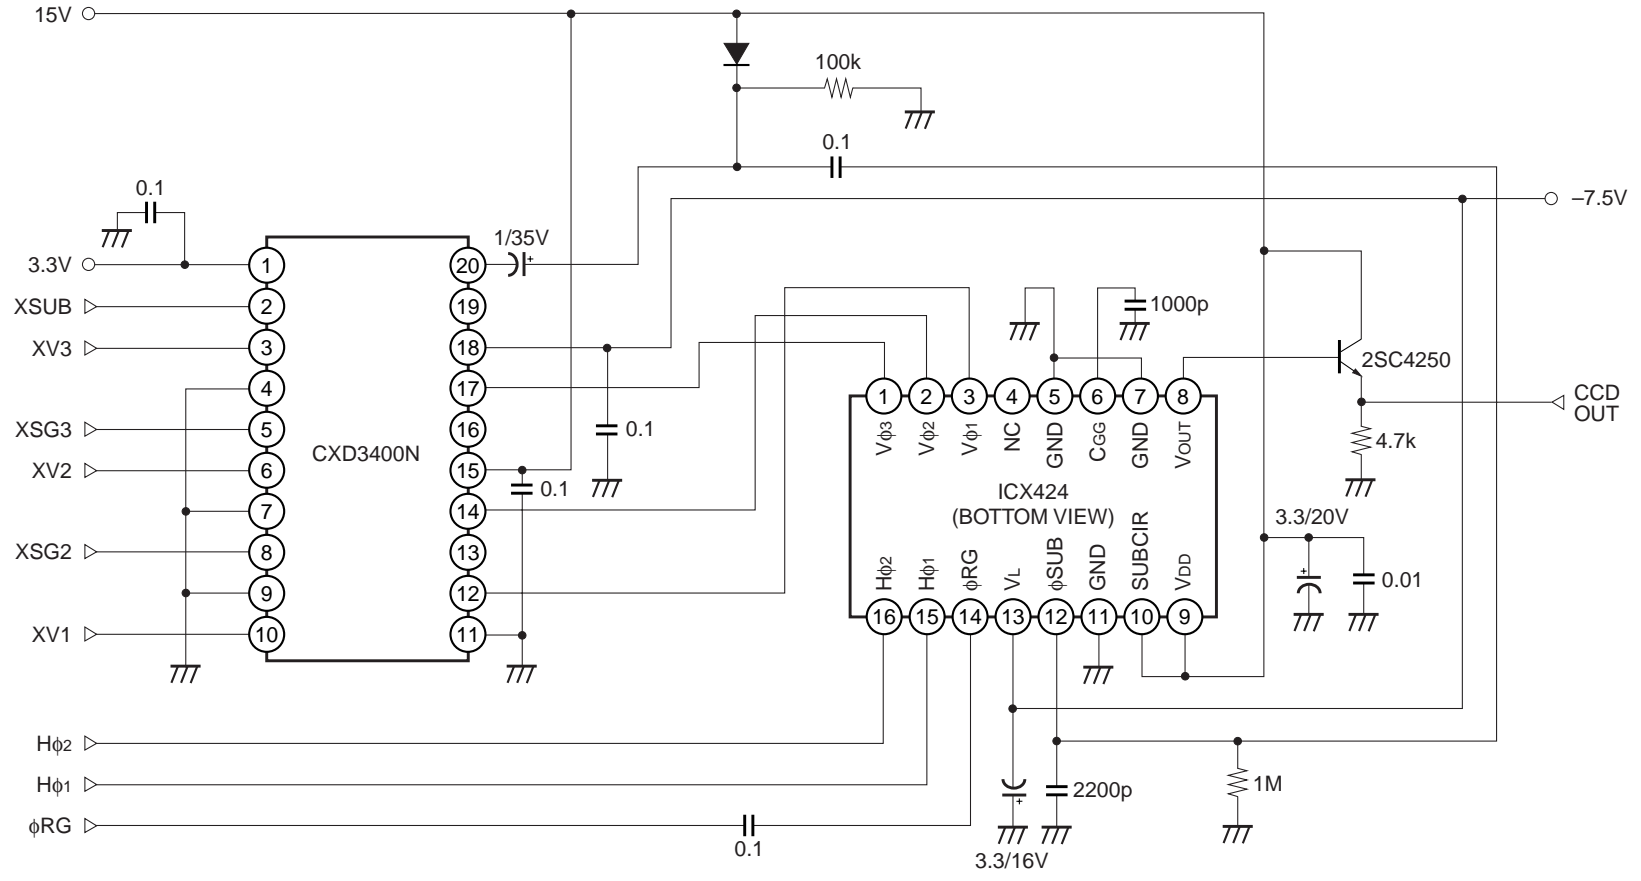 15V
100k
0.1
0.1
–7.5V
1/35V
3.3V
XSUB
XV3
XSG3
XV2
XSG2
XV1
1
2
3
4
5
6
7
8
9
10
CXD3400N
20
19
18
17
16
15
14
13
12
11
0.1
0.1
1000p
2SC4250
CCD
OUT
4.7k
1
2
3
4
5
6
7
8
Vϕ3
Vϕ2
Vϕ1
NC
GND
CGG
GND
VOUT
ICX424
(BOTTOM VIEW)
Hϕ2
Hϕ1
ϕRG
VL
ϕSUB
GND
SUBCIR
VDD
16
15
14
13
12
11
10
9
3.3/20V
0.01
Hϕ2
Hϕ1
ϕRG
0.1
3.3/16V
2200p
1M